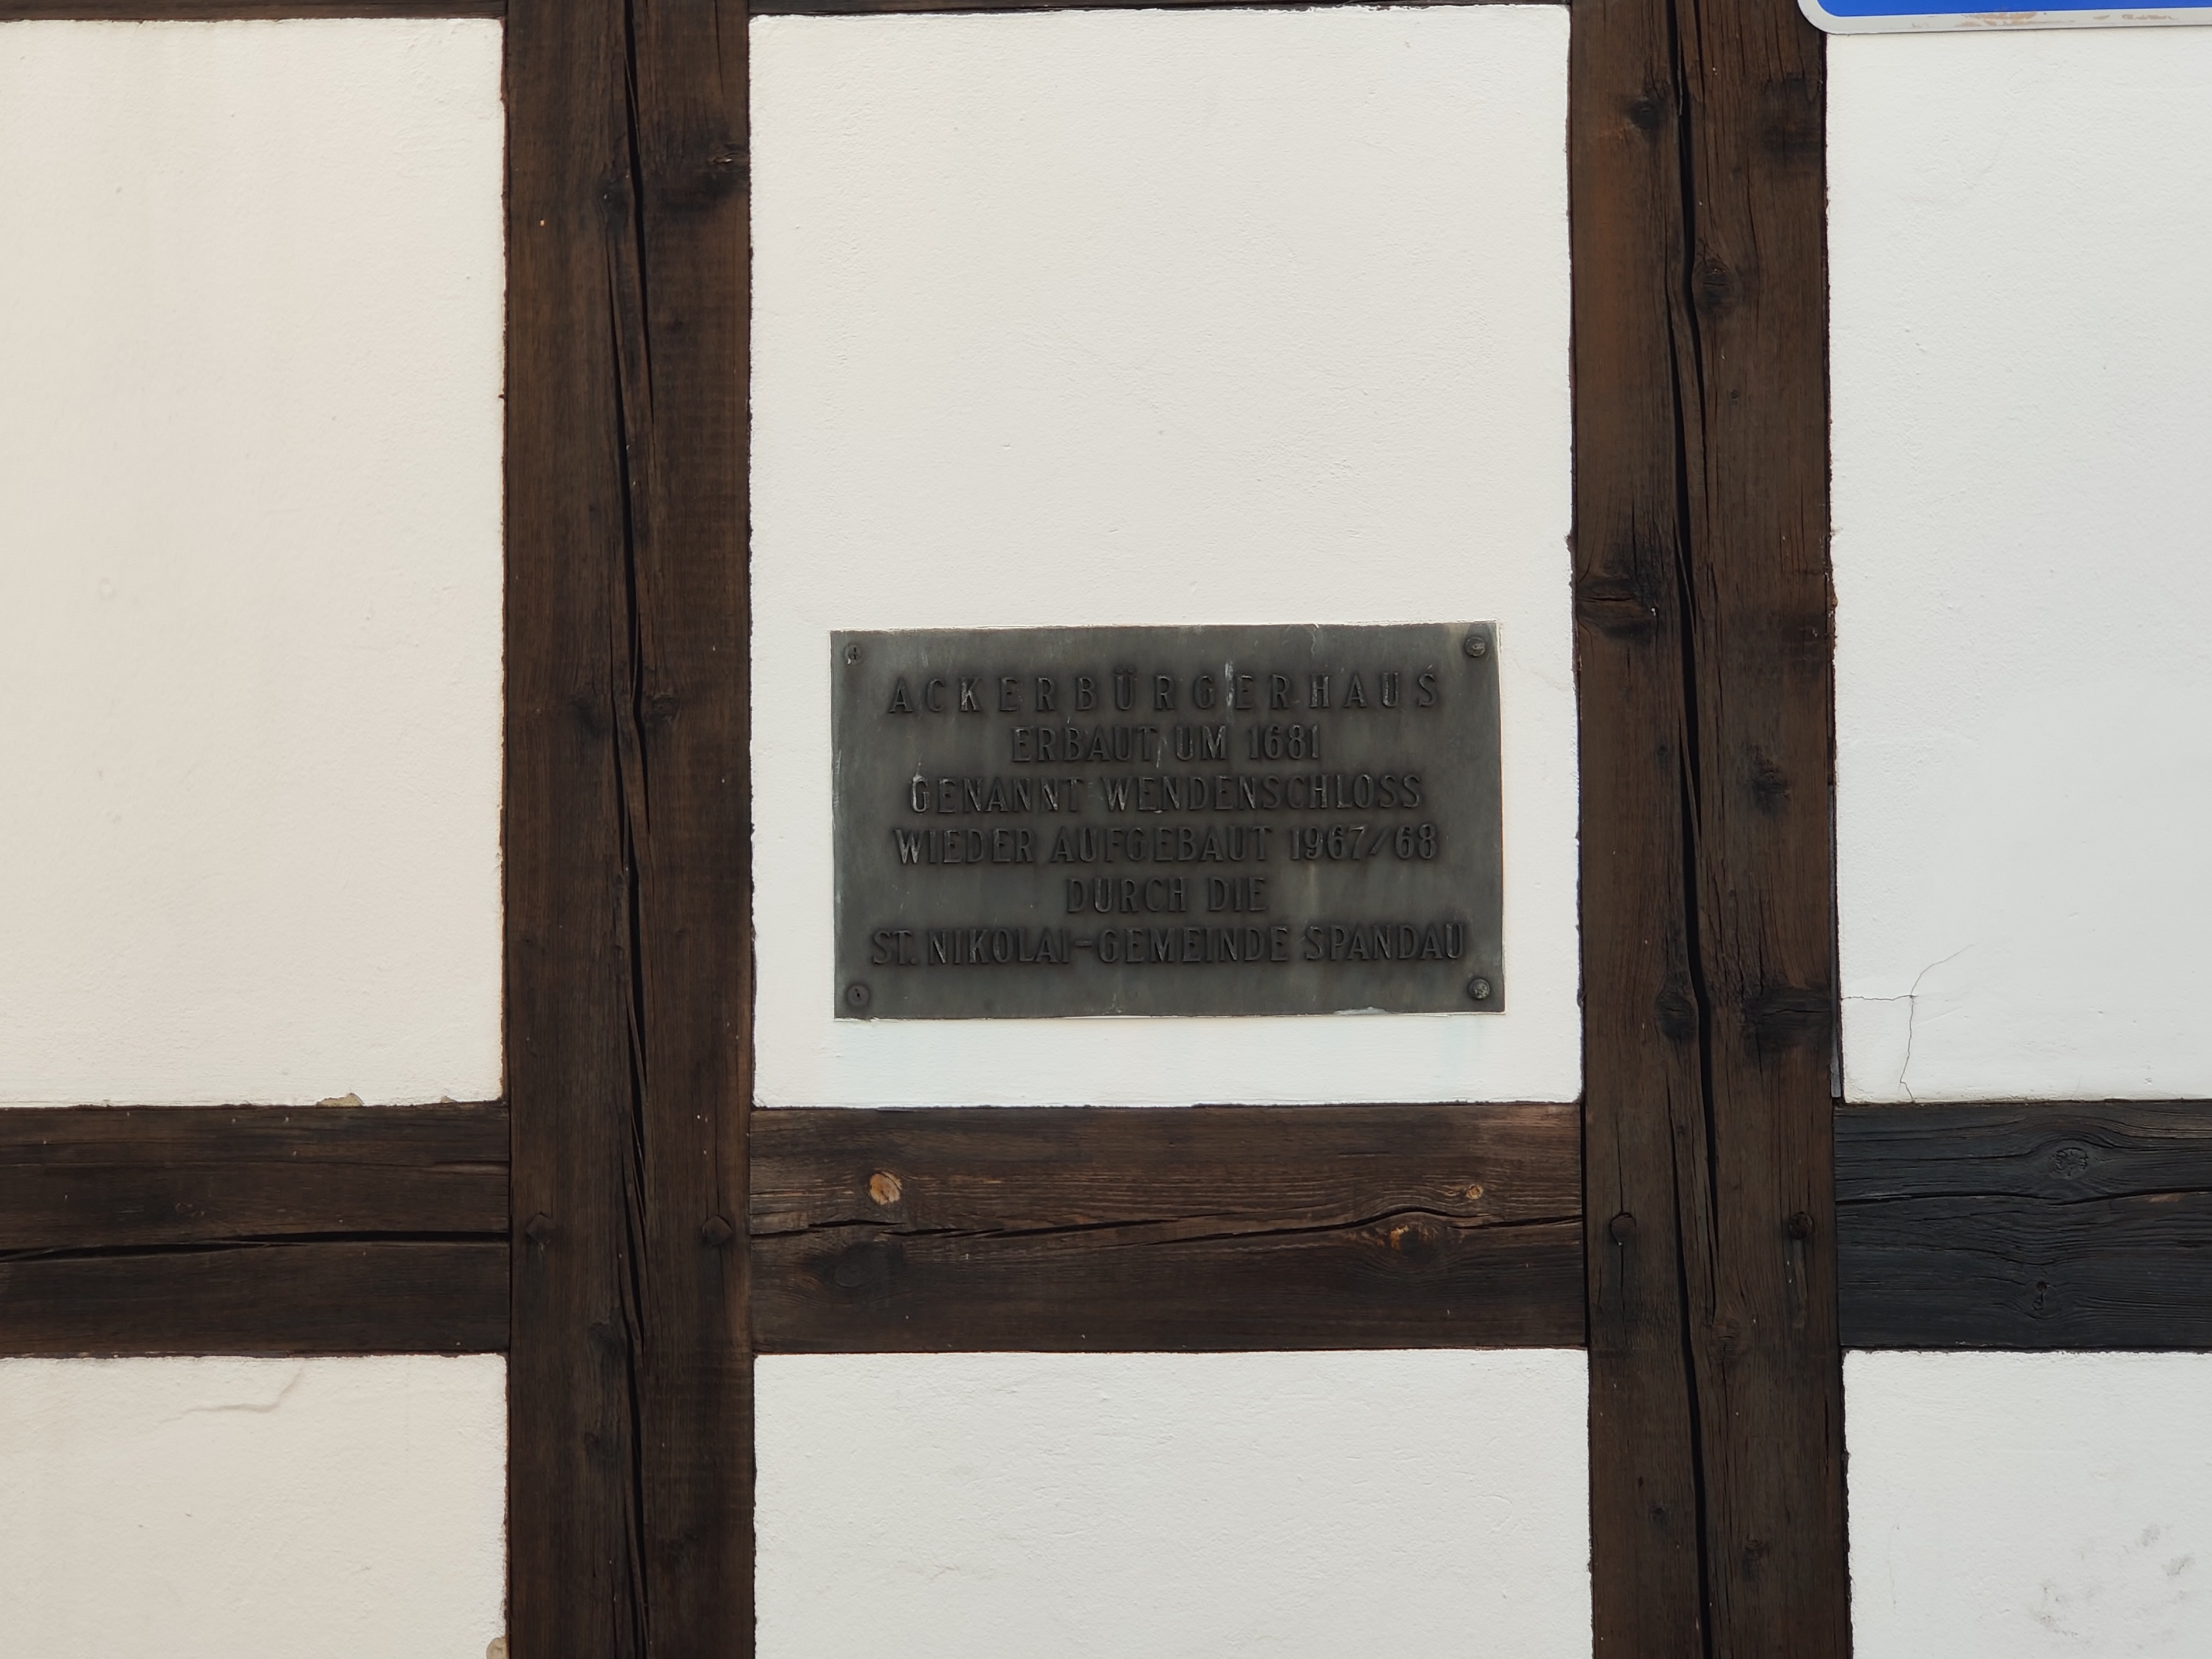 ACKERBÜRGERHAUS
ERBAUT UM 1681
GENANNT WENDENSCHLOSS
WIEDER AUFGEBAUT 1967/68
DURCH DIE
ST. NIKOLAI-GEMEINDE SPANDAU